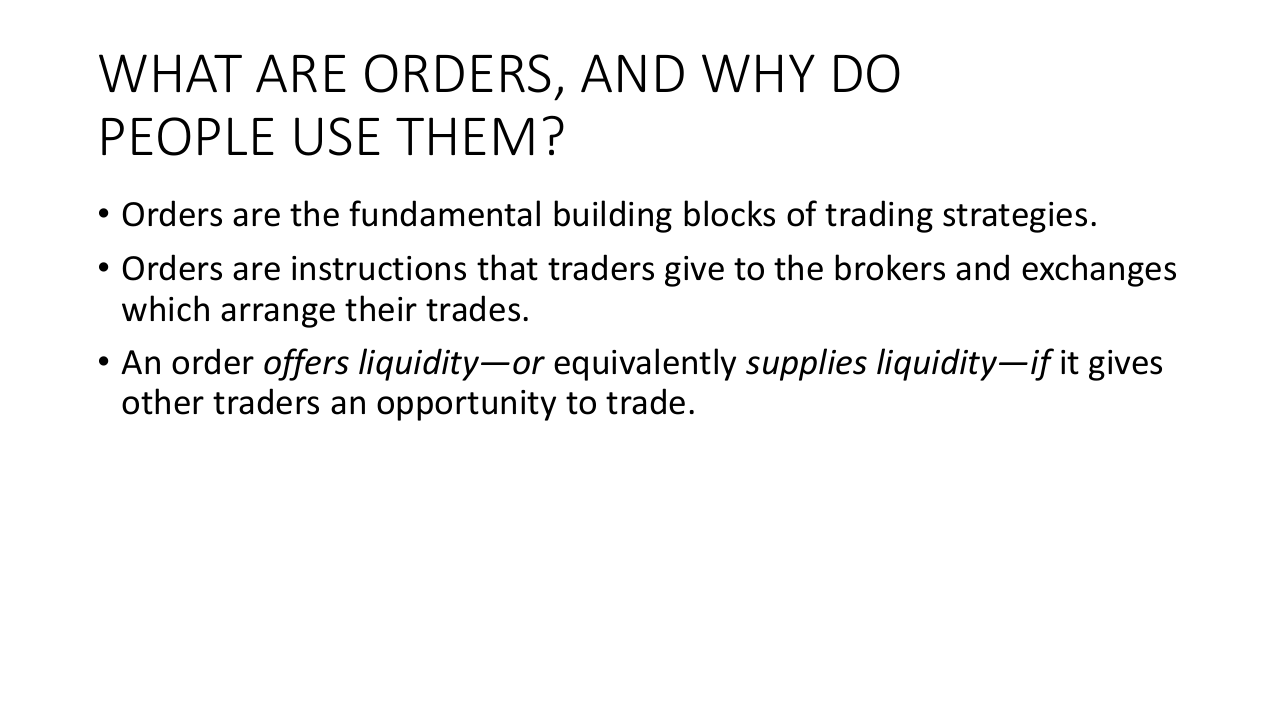 WHAT ARE ORDERS, AND WHY DO
PEOPLE USE THEM?
• Orders are the fundamental building blocks of trading strategies.
• Orders are instructions that traders give to the brokers and exchanges
which arrange their trades.
• An order offers liquidity—or equivalently supplies liquidity—if it gives
other traders an opportunity to trade.